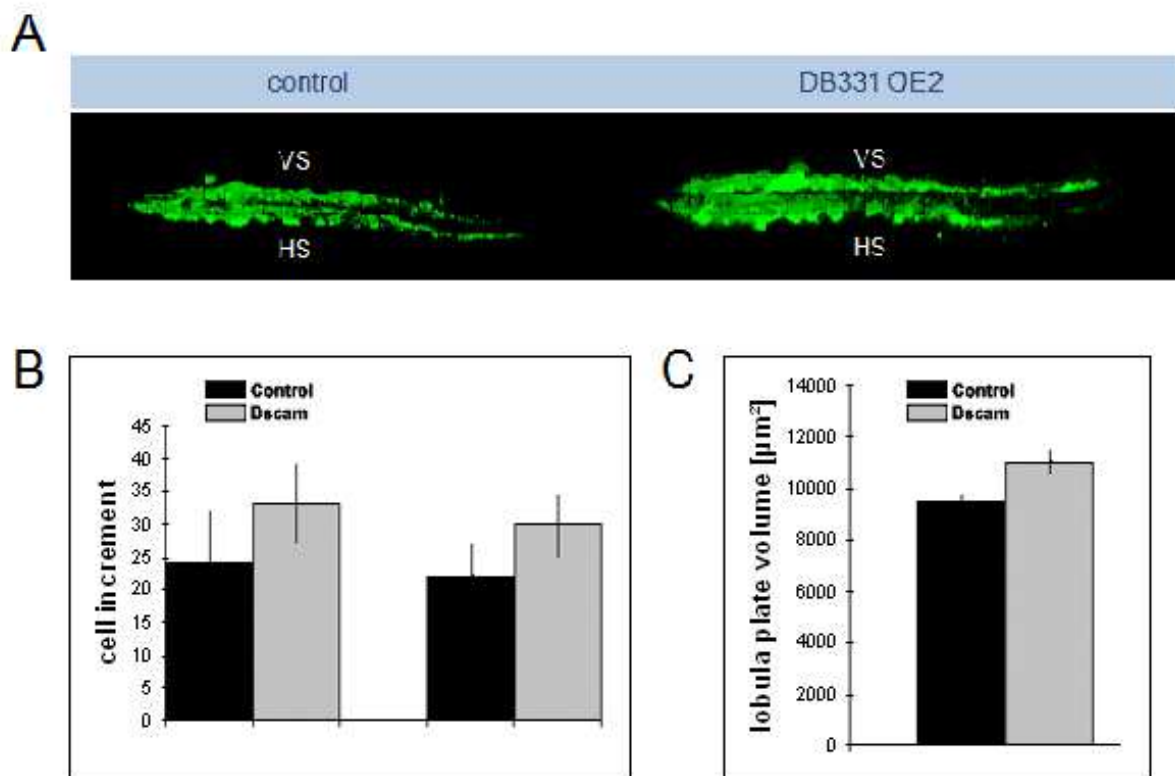 A
control DB331 OE2
VS VS
HS HS
B
Control
Dscam
45
40
35
30
25
20
15
10
5
0
cell increment
C
Control
Dscam
14000
12000
10000
8000
6000
4000
2000
0
lobula plate volume [µm²]